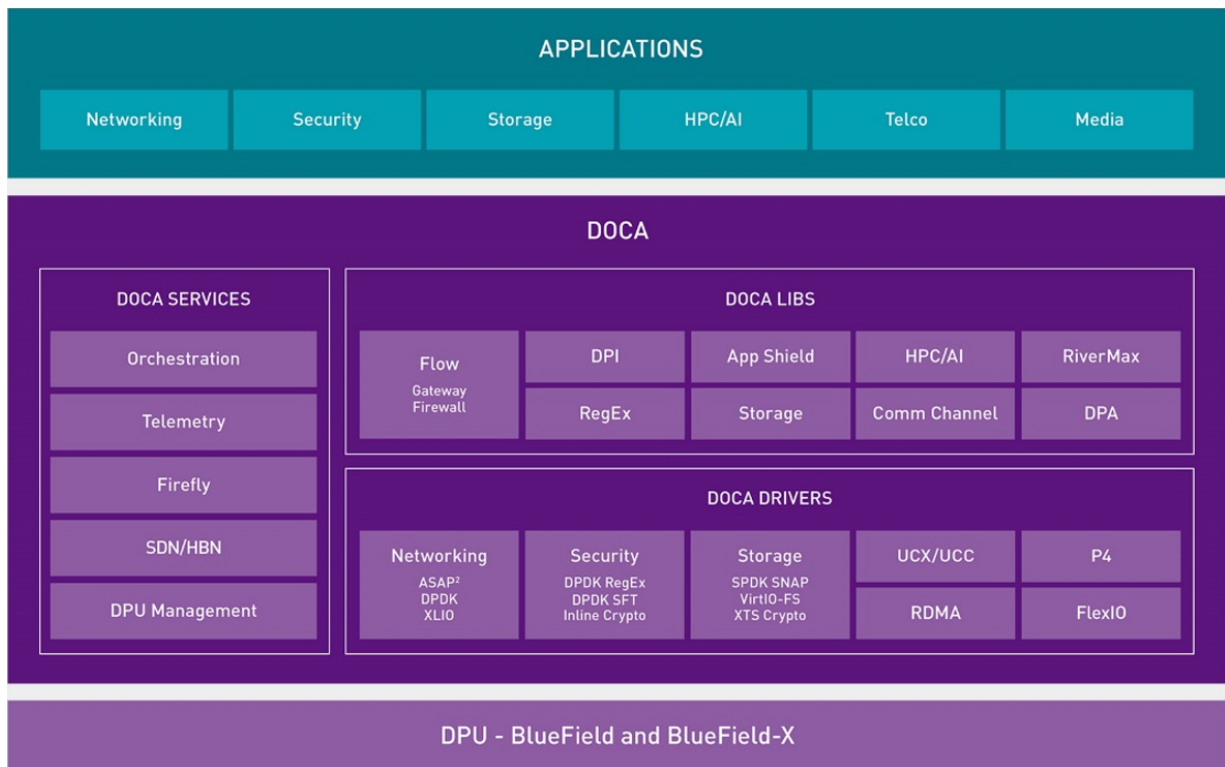 APPLICATIONS
Networking
Security
Storage
HPC/AI
Telco
Media
DOCA
DOCA SERVICES
Orchestration
Telemetry
Firefly
SDN/HBN
DPU Management
DOCA LIBS
Flow
Gateway
Firewall
DPI
App Shield
HPC/AI
RiverMax
RegEx
Storage
Comm Channel
DPA
DOCA DRIVERS
Networking
ASAP²
DPDK
XLIO
Security
DPDK RegEx
DPDK SFT
Inline Crypto
Storage
SPDK SNAP
VirtIO-FS
XTS Crypto
UCX/UCC
P4
RDMA
FlexIO
DPU - BlueField and BlueField-X